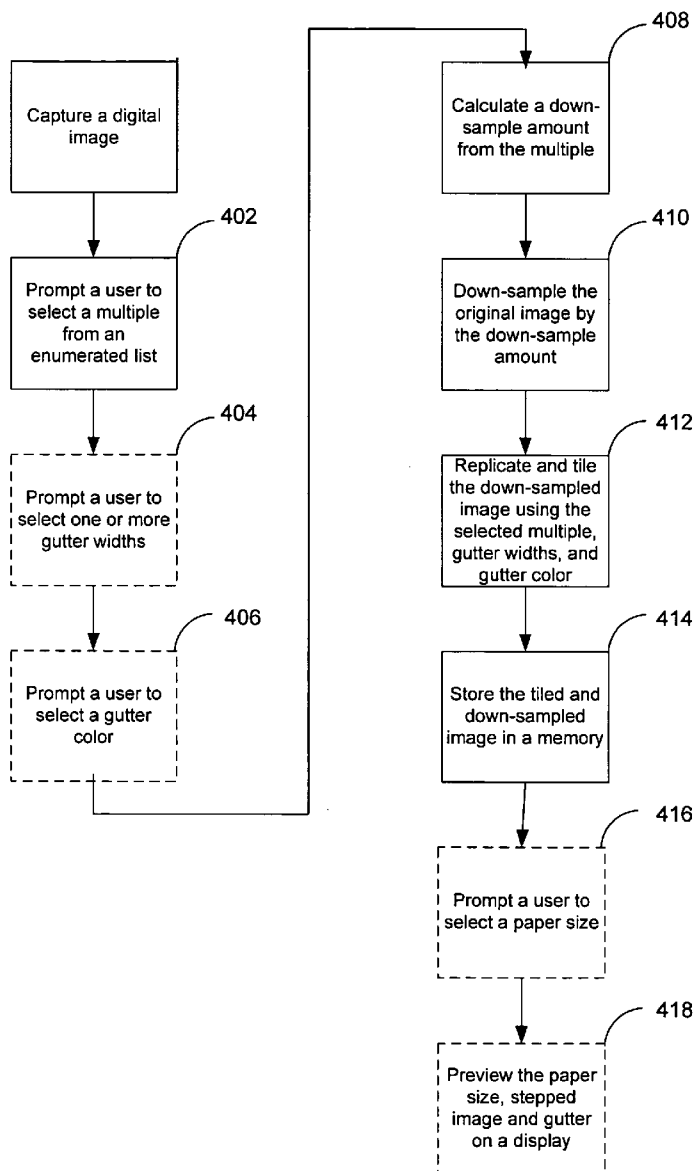 Capture a digital
image
402
Prompt a user to
select a multiple
from an
enumerated list
404
Prompt a user to
select one or more
gutter widths
406
Prompt a user to
select a gutter
color
408
Calculate a down-
sample amount
from the multiple
410
Down-sample the
original image by
the down-sample
amount
412
Replicate and tile
the down-sampled
image using the
selected multiple,
gutter widths, and
gutter color
414
Store the tiled and
down-sampled
image in a memory
416
Prompt a user to
select a paper size
418
Preview the paper
size, stepped
image and gutter
on a display